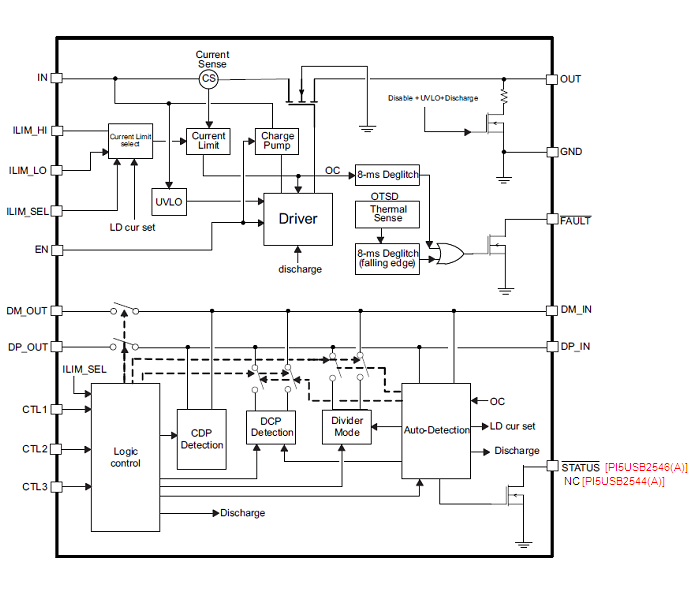 Current
Sense
IN
CS
OUT
Disable +UVLO+Discharge
ILIM_HI
Current Limit
select
Current
Limit
Charge
Pump
GND
ILIM_LO
OC
8-ms Deglitch
OTSD
Thermal
Sense
UVLO
ILIM_SEL
Driver
FAULT
LD cur set
EN
8-ms Deglitch
(falling edge)
discharge
DM_OUT
DM_IN
DP_OUT
DP_IN
ILIM_SEL
CTL1
OC
CDP
Detection
DCP
Detection
Divider
Mode
Auto-Detection
LD cur set
CTL2
Logic
control
Discharge
STATUS [PI5USB2546(A)]
NC [PI5USB2544(A)]
CTL3
Discharge